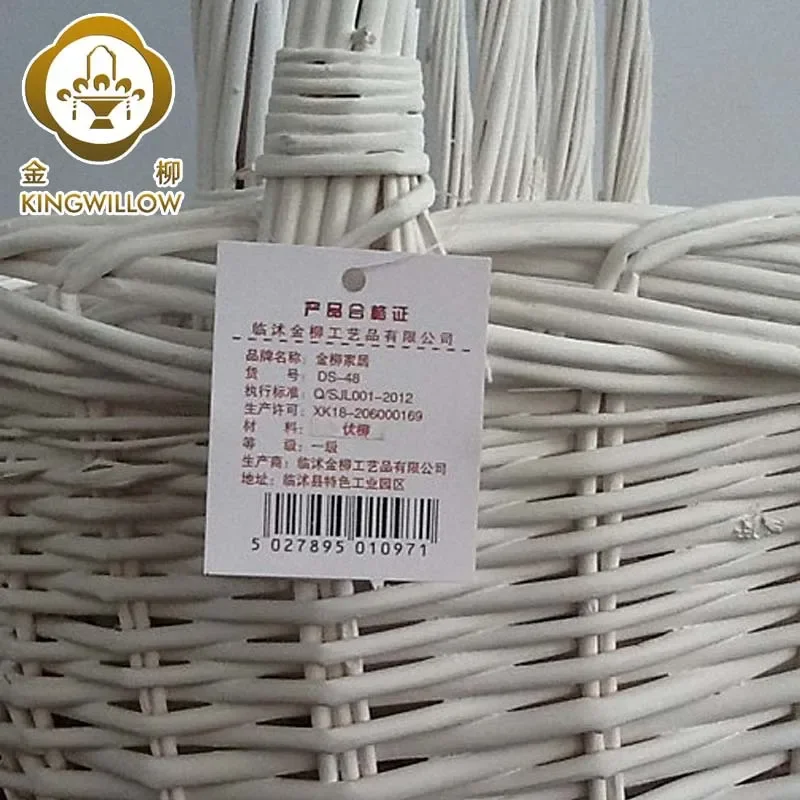 金柳
KINGWILLOW
产品合格证
临沭金柳工艺品有限公司
品牌名称: 金柳家居
货 号: DS-48
执行标准: Q/SJL001-2012
生产许可: XK18-206000169
材 料: 伏柳
等 级: 一级
生产商: 临沭金柳工艺品有限公司
地址: 临沭县特色工业园区
5 027895 010971